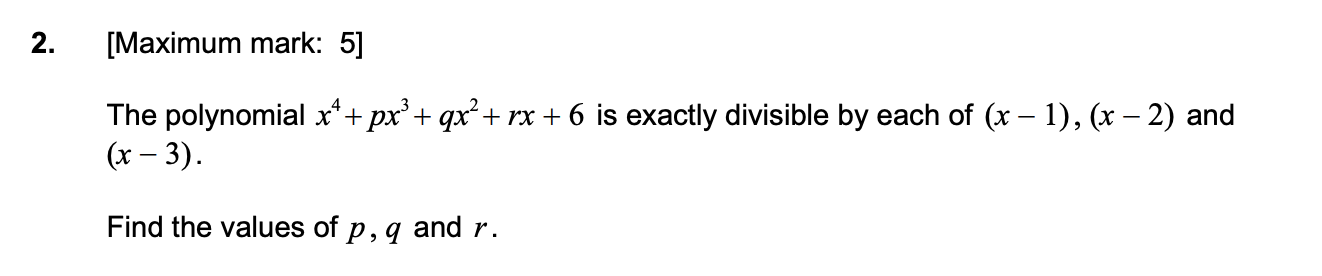 2. [Maximum mark: 5]
The polynomial x⁴ + px³ + qx² + rx + 6 is exactly divisible by each of (x − 1), (x − 2) and
(x − 3).
Find the values of p, q and r.